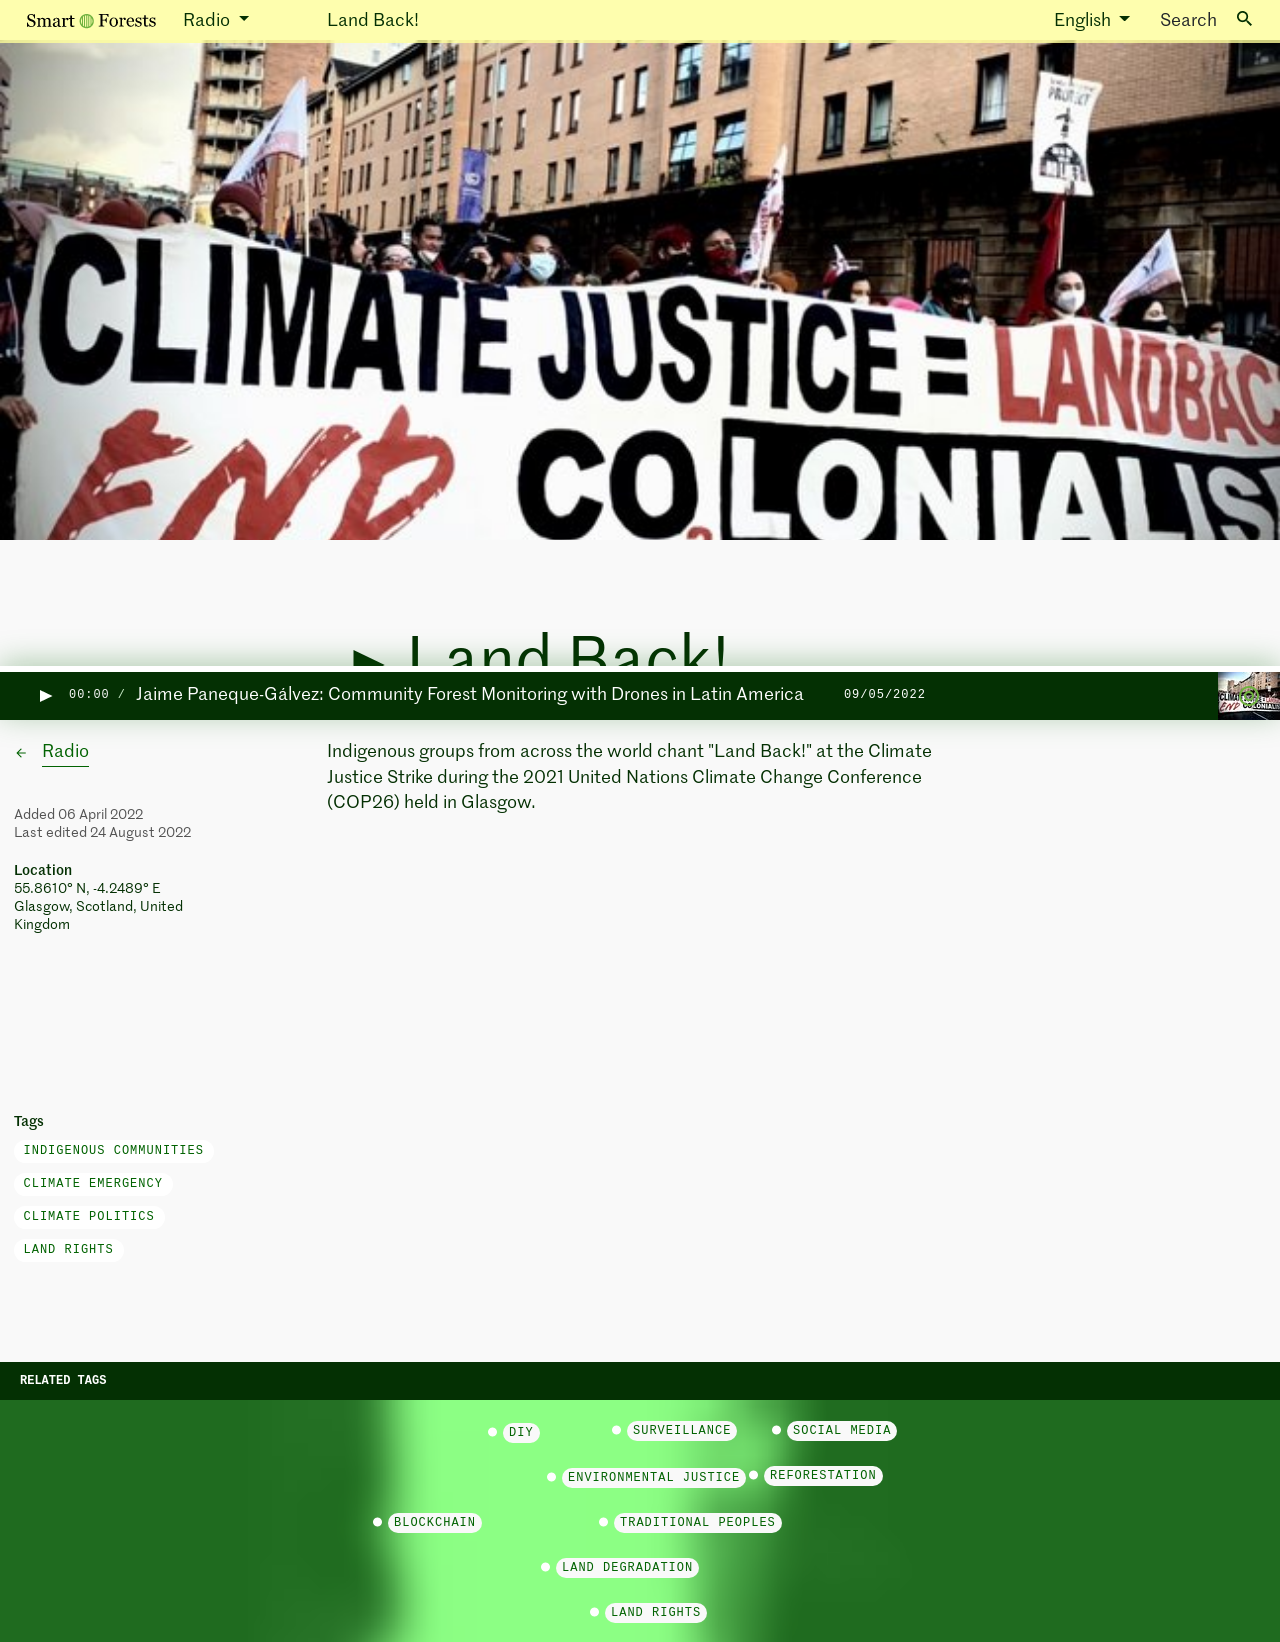 Smart Forests Radio Land Back! English Search
PROTECT
CLIMATE JUSTICE = LANDBAC
END COLONIALIS
Land Back!
00:00 / Jaime Paneque-Gálvez: Community Forest Monitoring with Drones in Latin America 09/05/2022
Radio
Indigenous groups from across the world chant "Land Back!" at the Climate
Justice Strike during the 2021 United Nations Climate Change Conference
(COP26) held in Glasgow.
Added 06 April 2022
Last edited 24 August 2022
Location
55.8610° N, -4.2489° E
Glasgow, Scotland, United
Kingdom
Tags
INDIGENOUS COMMUNITIES
CLIMATE EMERGENCY
CLIMATE POLITICS
LAND RIGHTS
RELATED TAGS
DIY
SURVEILLANCE
SOCIAL MEDIA
ENVIRONMENTAL JUSTICE
REFORESTATION
BLOCKCHAIN
TRADITIONAL PEOPLES
LAND DEGRADATION
LAND RIGHTS